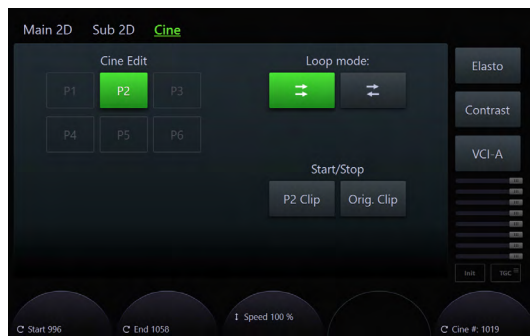 Main 2D Sub 2D Cine
Cine Edit
Loop mode:
P1 P2 P3
P4 P5 P6
Start/Stop
P2 Clip Orig. Clip
Elasto
Contrast
VCI-A
Init TGC
Start 996
End 1058
Speed 100 %
Cine #: 1019